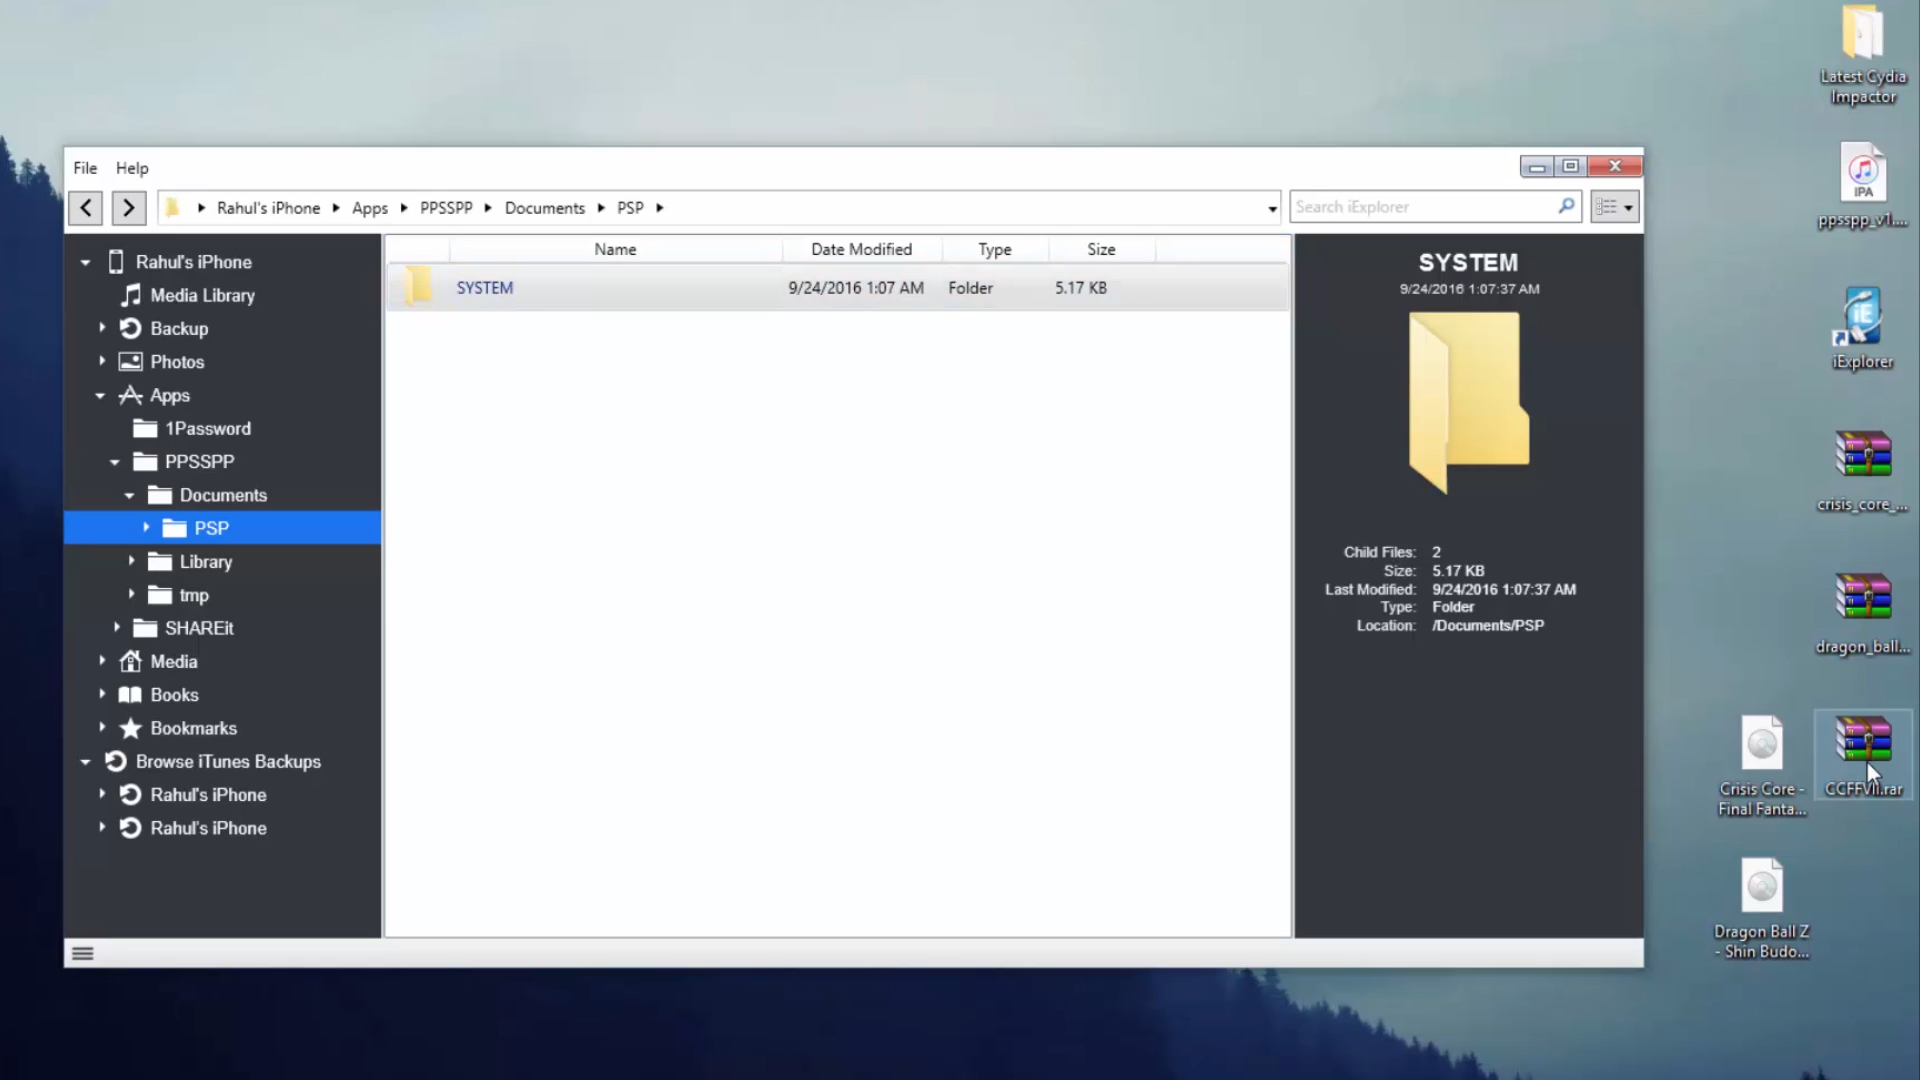 File Help
Rahul's iPhone Apps PPSSPP Documents PSP
Search iExplorer
Rahul's iPhone
Media Library
Backup
Photos
Apps
1Password
PPSSPP
Documents
PSP
Library
tmp
SHAREit
Media
Books
Bookmarks
Browse iTunes Backups
Rahul's iPhone
Rahul's iPhone
Name Date Modified Type Size
SYSTEM 9/24/2016 1:07 AM Folder 5.17 KB
SYSTEM
9/24/2016 1:07:37 AM
Child Files: 2
Size: 5.17 KB
Last Modified: 9/24/2016 1:07:37 AM
Type: Folder
Location: /Documents/PSP
Latest Cydia
Impactor
IPA
ppsspp_v1....
iE
iExplorer
crisis_core_...
dragon_ball...
Crisis Core -
Final Fanta...
CCFFVII.rar
Dragon Ball Z
- Shin Budo...